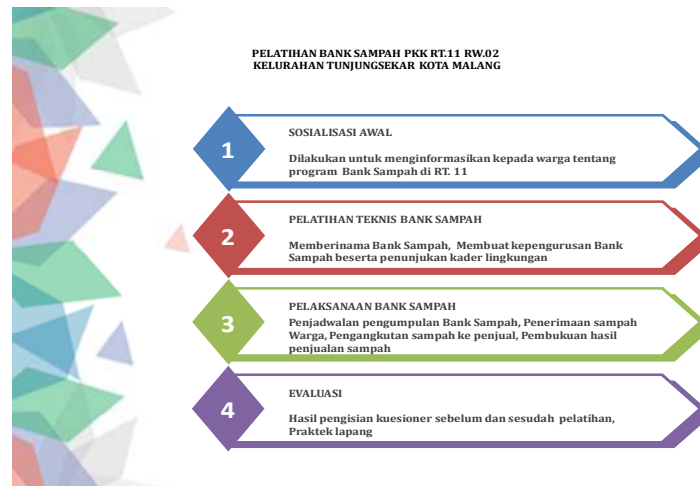 PELATIHAN BANK SAMPAH PKK RT.11 RW.02
KELURAHAN TUNJUNGSEKAR KOTA MALANG
1
SOSIALISASI AWAL
Dilakukan untuk menginformasikan kepada warga tentang
program Bank Sampah di RT. 11
2
PELATIHAN TEKNIS BANK SAMPAH
Memberinama Bank Sampah, Membuat kepengurusan Bank
Sampah beserta penunjukan kader lingkungan
3
PELAKSANAAN BANK SAMPAH
Penjadwalan pengumpulan Bank Sampah, Penerimaan sampah
Warga, Pengangkutan sampah ke penjual, Pembukuan hasil
penjualan sampah
4
EVALUASI
Hasil pengisian kuesioner sebelum dan sesudah pelatihan,
Praktek lapang